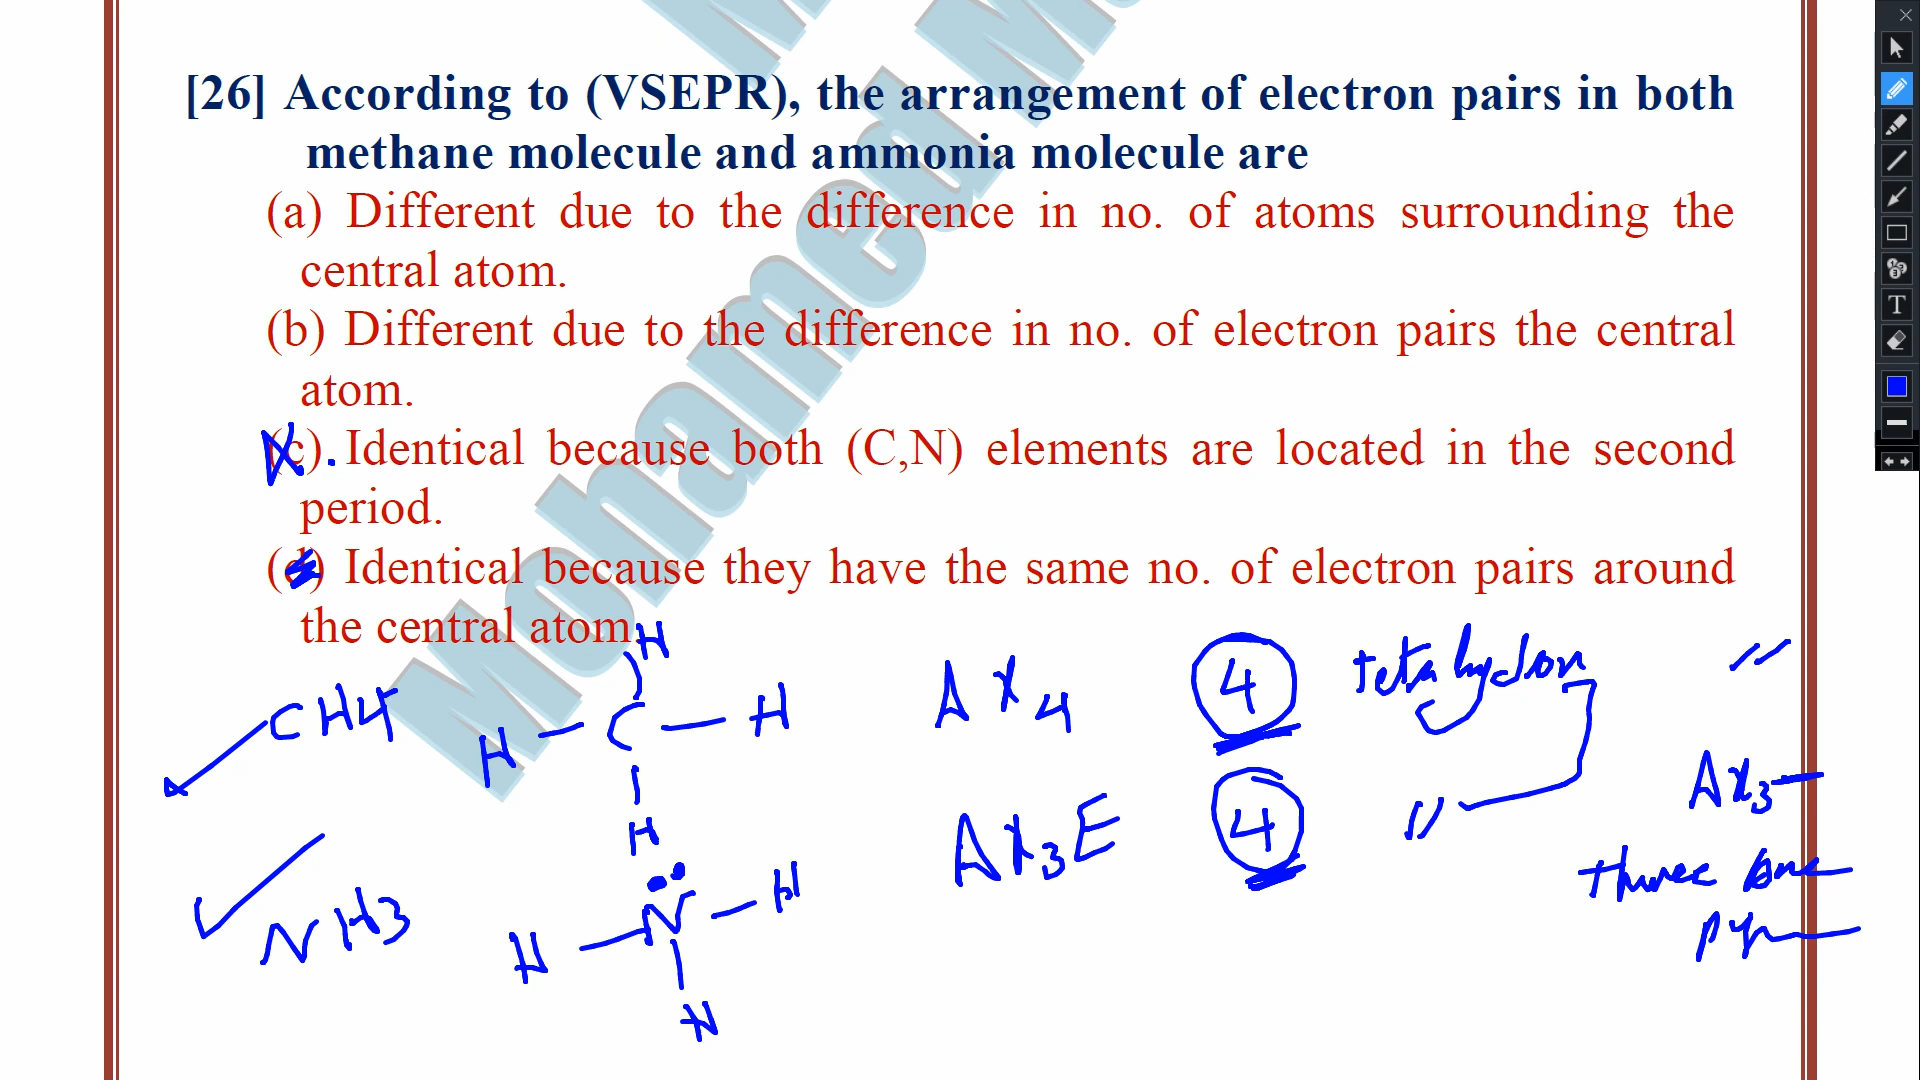 [26] According to (VSEPR), the arrangement of electron pairs in both
methane molecule and ammonia molecule are
(a) Different due to the difference in no. of atoms surrounding the
central atom.
(b) Different due to the difference in no. of electron pairs the central
atom.
(c). Identical because both (C,N) elements are located in the second
period.
(d) Identical because they have the same no. of electron pairs around
the central atom.
CH4
H
H C H
H
AX4
4
NH3
H N H
AX3E
4
AX3
three
Mohamed
T